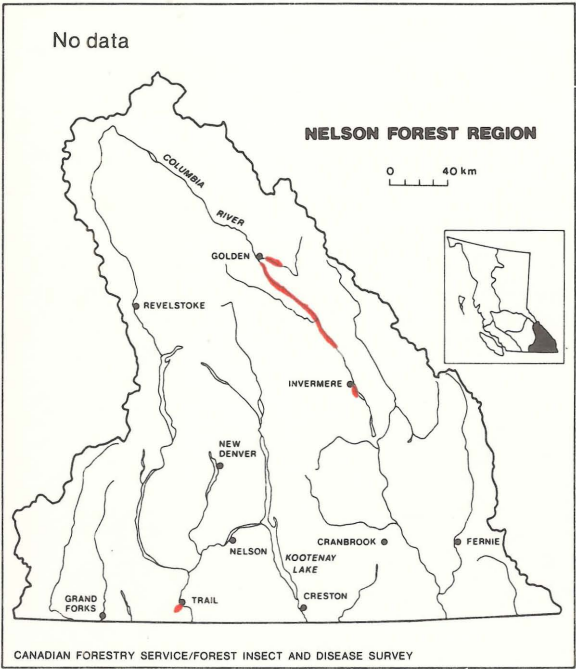 No data
NELSON FOREST REGION
0 40 km
COLUMBIA
RIVER
GOLDEN
REVELSTOKE
INVERMERE
NEW
DENVER
NELSON
KOOTENAY
LAKE
CRANBROOK
FERNIE
GRAND
FORKS
TRAIL
CRESTON
CANADIAN FORESTRY SERVICE/FOREST INSECT AND DISEASE SURVEY